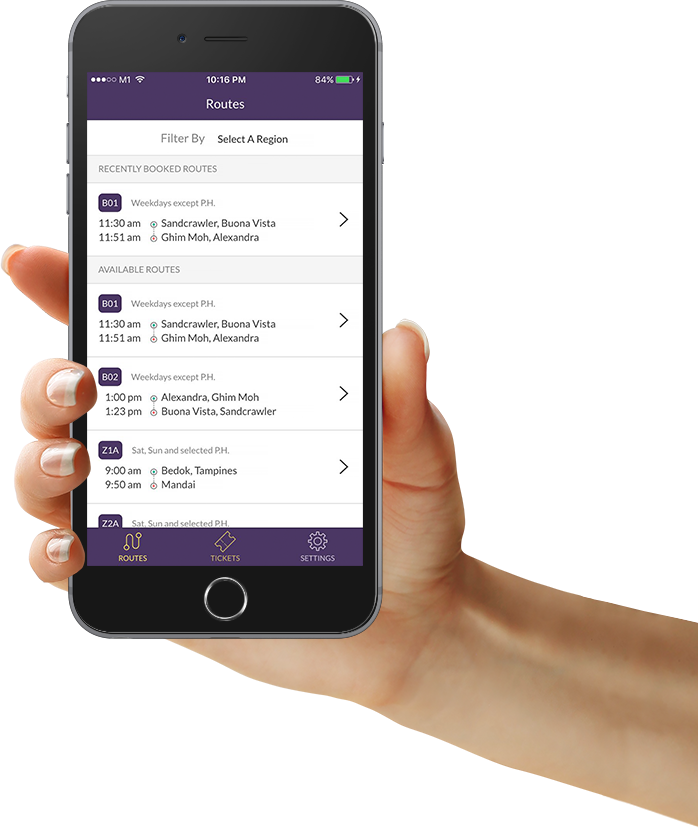 M1 10:16 PM 84%
Routes
Filter By Select A Region
RECENTLY BOOKED ROUTES
B01 Weekdays except P.H.
11:30 am Sandcrawler, Buona Vista
11:51 am Ghim Moh, Alexandra
AVAILABLE ROUTES
B01 Weekdays except P.H.
11:30 am Sandcrawler, Buona Vista
11:51 am Ghim Moh, Alexandra
B02 Weekdays except P.H.
1:00 pm Alexandra, Ghim Moh
1:23 pm Buona Vista, Sandcrawler
Z1A Sat, Sun and selected P.H.
9:00 am Bedok, Tampines
9:50 am Mandai
Z2A Sat, Sun and selected P.H.
ROUTES TICKETS SETTINGS